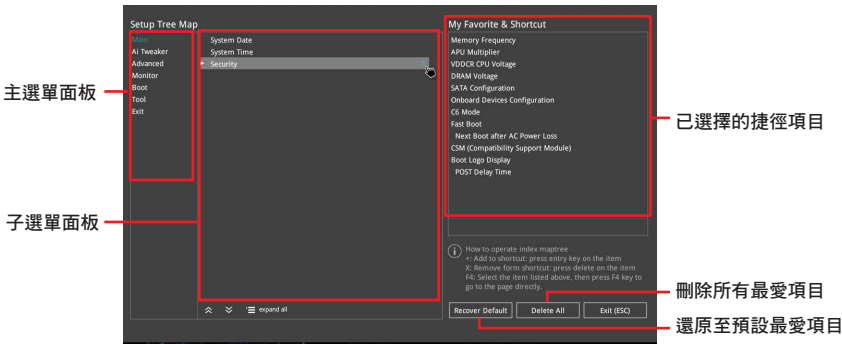 Setup Tree Map
Main
Ai Tweaker
Advanced
Monitor
Boot
Tool
Exit
System Date
System Time
Security
expand all
My Favorite & Shortcut
Memory Frequency
APU Multiplier
VDDCR CPU Voltage
DRAM Voltage
SATA Configuration
Onboard Devices Configuration
C6 Mode
Fast Boot
Next Boot after AC Power Loss
CSM (Compatibility Support Module)
Boot Logo Display
POST Delay Time
How to operate index maptree
+: Add to shortcut: press entry key on the item
X: Remove form shortcut: press delete on the item
F4: Select the item listed above, then press F4 key to
go to the page directly.
Recover Default
Delete All
Exit (ESC)
主選單面板
子選單面板
已選擇的捷徑項目
刪除所有最愛項目
還原至預設最愛項目